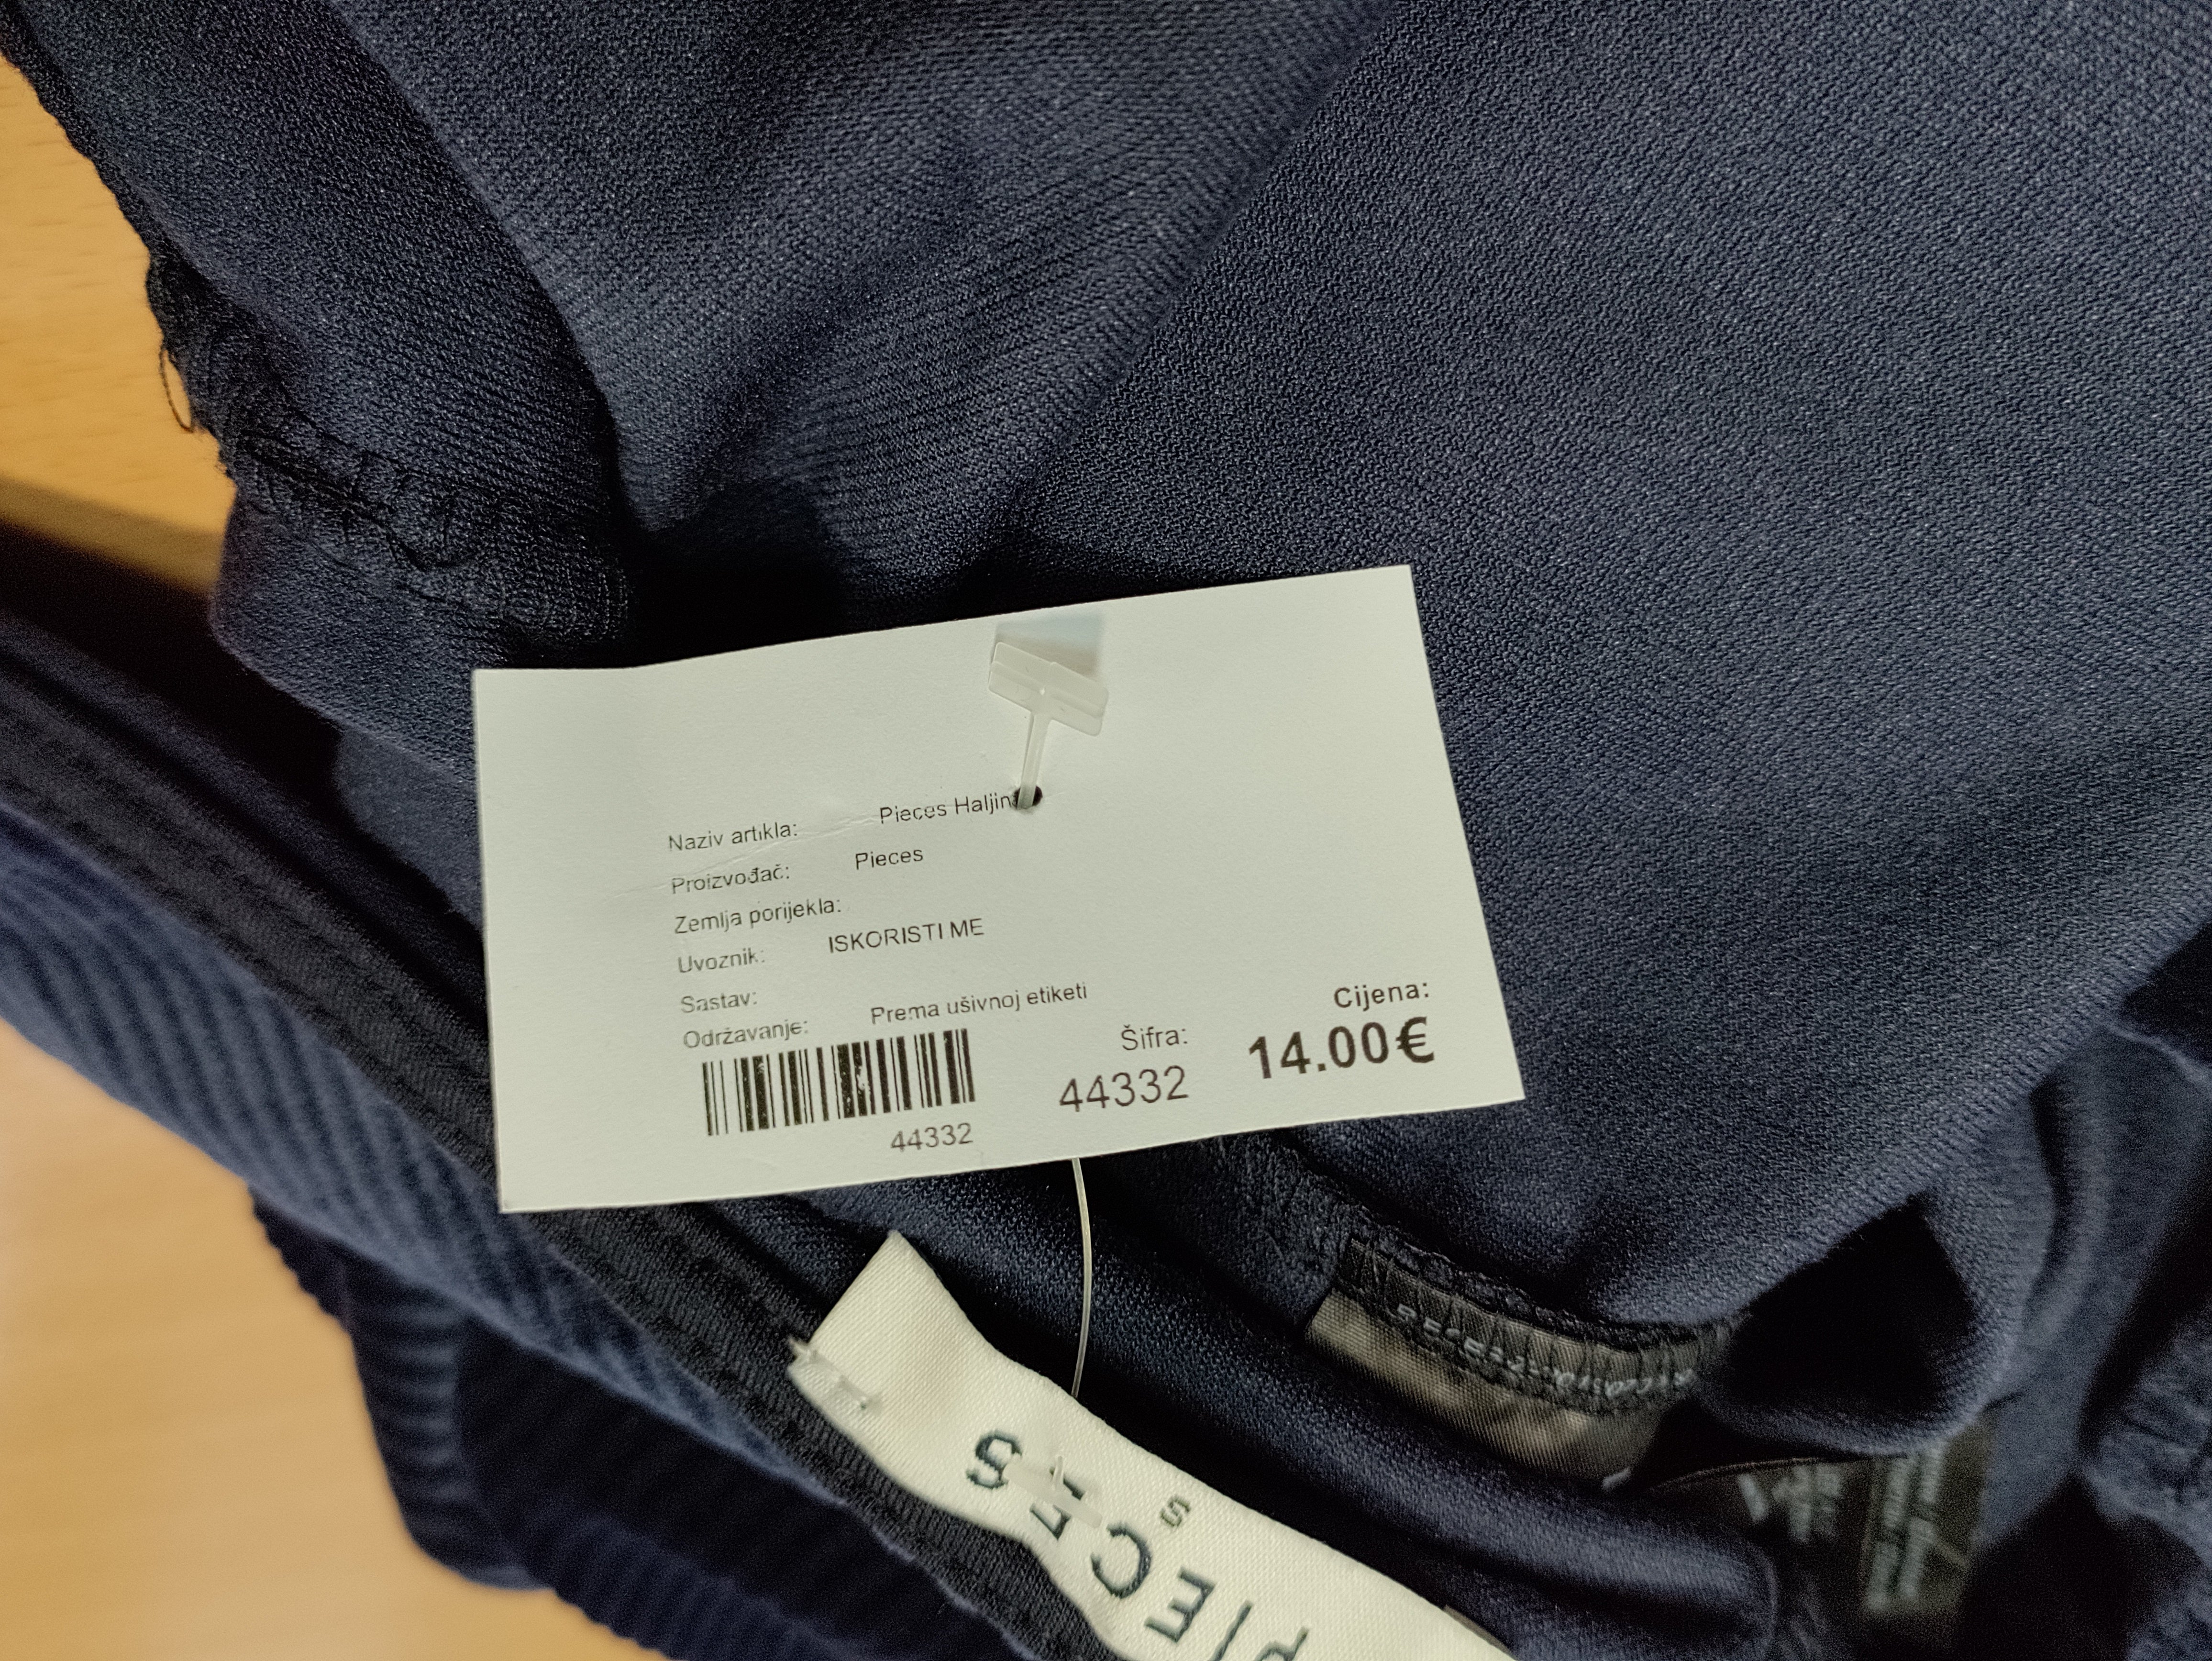 Naziv artikla: Pieces Haljina
Proizvođač: Pieces
Zemlja porijekla:
Uvoznik: ISKORISTI ME
Sastav:
Održavanje: Prema ušivnoj etiketi
44332
Šifra:
44332
Cijena:
14.00€
PIECES
S